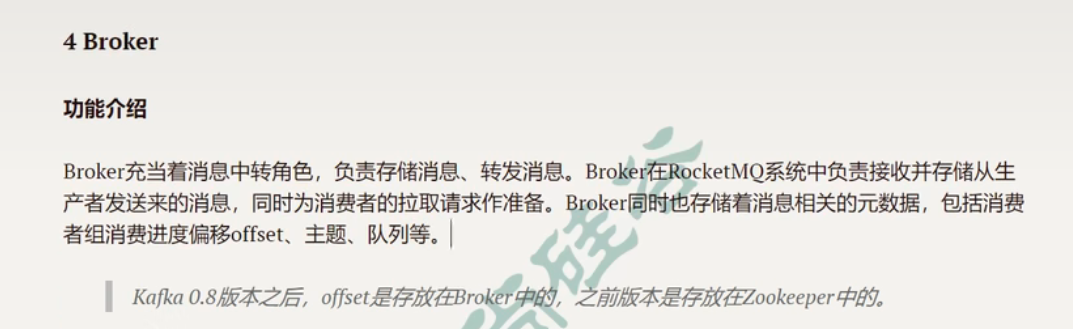 4 Broker
功能介绍
Broker充当着消息中转角色，负责存储消息、转发消息。Broker在RocketMQ系统中负责接收并存储从生
产者发送来的消息，同时为消费者的拉取请求作准备。Broker同时也存储着消息相关的元数据，包括消费
者组消费进度偏移offset、主题、队列等。
Kafka 0.8版本之后，offset是存放在Broker中的，之前版本是存放在Zookeeper中的。
尚硅谷